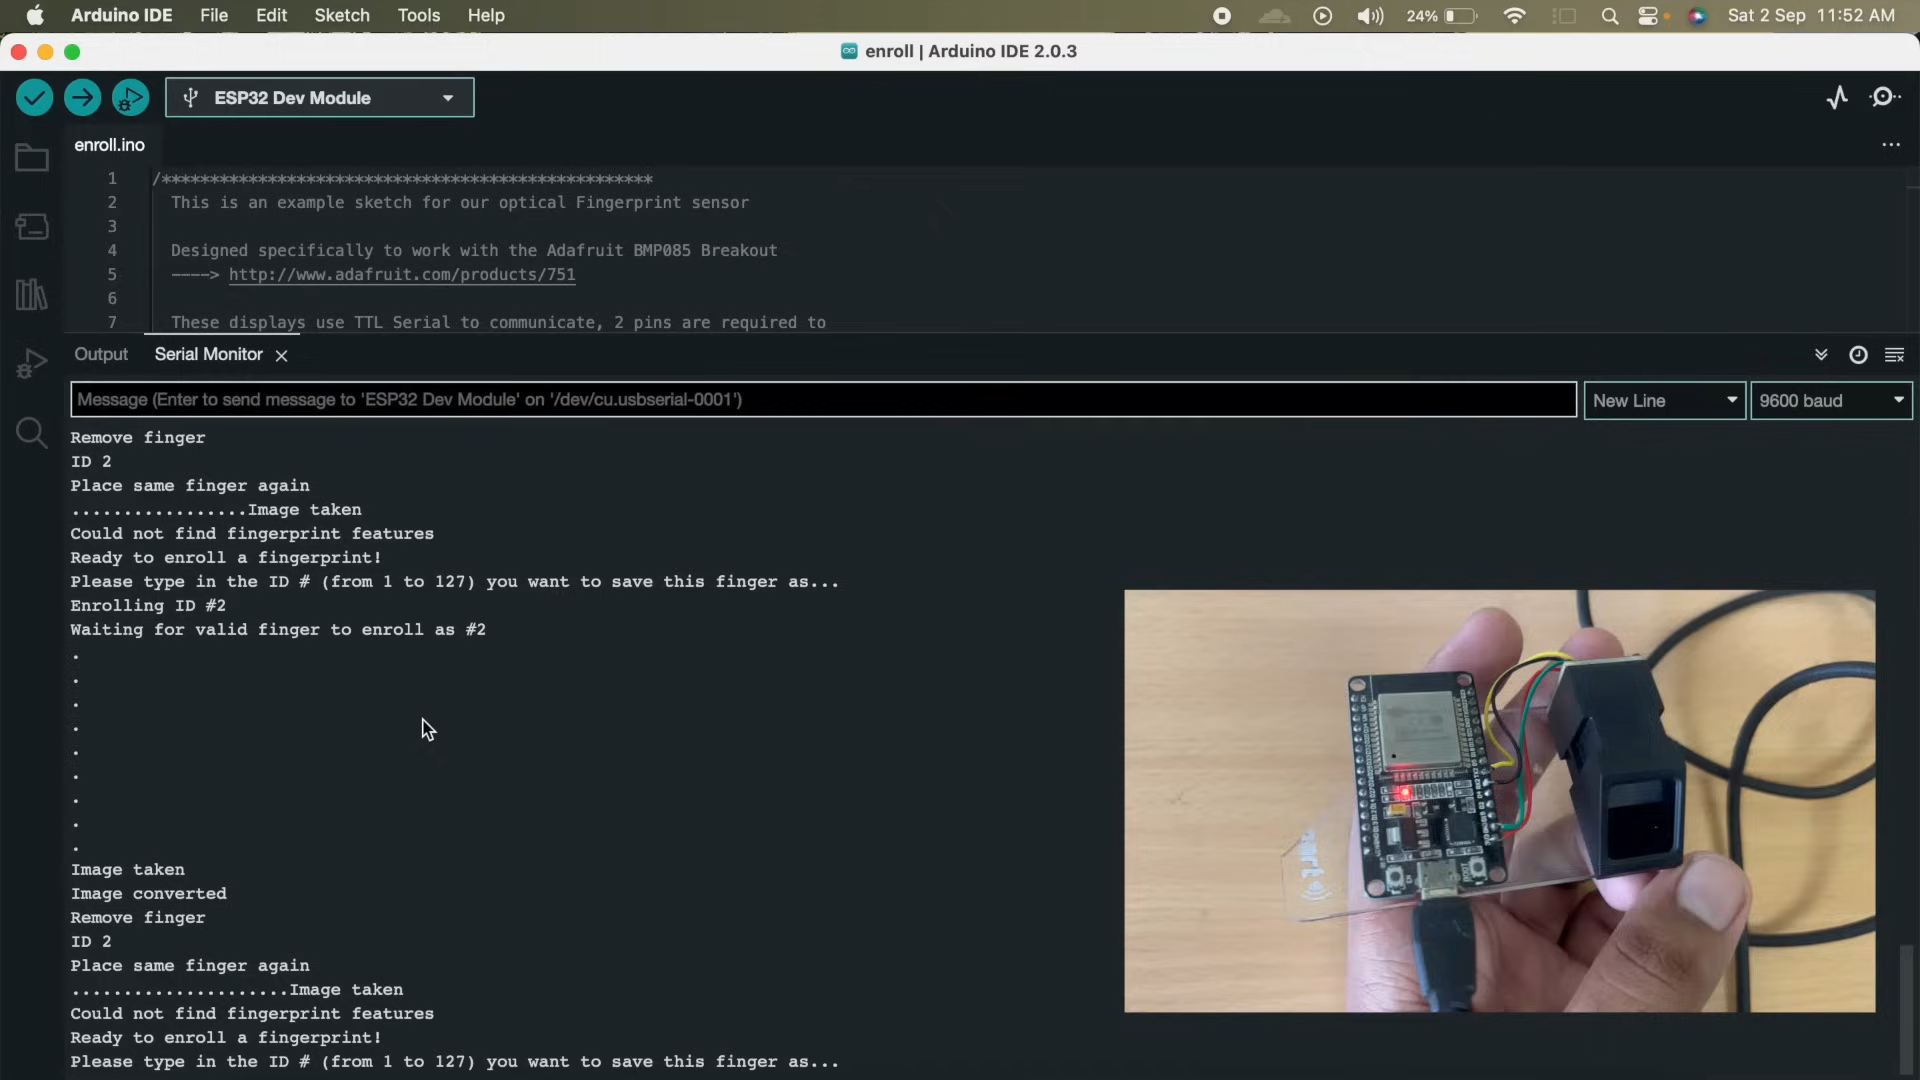 Arduino IDE File Edit Sketch Tools Help 24% Sat 2 Sep 11:52 AM
enroll | Arduino IDE 2.0.3
ESP32 Dev Module
enroll.ino
1 /**************************************************
2 This is an example sketch for our optical Fingerprint sensor
3
4 Designed specifically to work with the Adafruit BMP085 Breakout
5 ----> http://www.adafruit.com/products/751
6
7 These displays use TTL Serial to communicate, 2 pins are required to
Output Serial Monitor
Message (Enter to send message to 'ESP32 Dev Module' on '/dev/cu.usbserial-0001') New Line 9600 baud
Remove finger
ID 2
Place same finger again
.................Image taken
Could not find fingerprint features
Ready to enroll a fingerprint!
Please type in the ID # (from 1 to 127) you want to save this finger as...
Enrolling ID #2
Waiting for valid finger to enroll as #2
.
.
.
.
.
.
.
.
.
Image taken
Image converted
Remove finger
ID 2
Place same finger again
.....................Image taken
Could not find fingerprint features
Ready to enroll a fingerprint!
Please type in the ID # (from 1 to 127) you want to save this finger as...